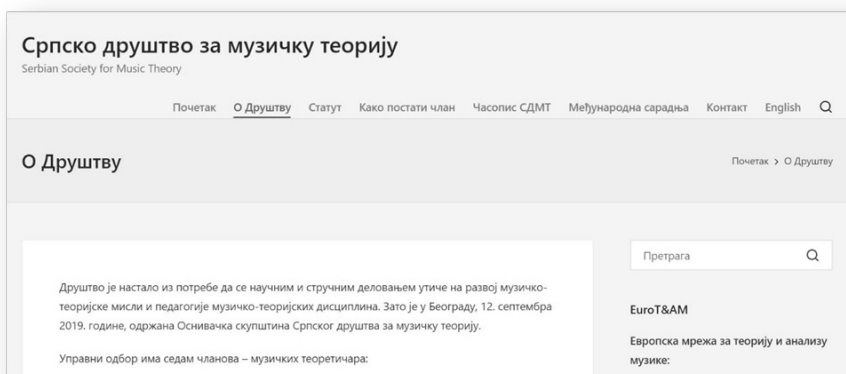 Српско друштво за музичку теорију
Serbian Society for Music Theory
Почетак О Друштву Статут Како постати члан Часопис СДМТ Међународна сарадња Контакт English
О Друштву
Почетак > О Друштву
Друштво је настало из потребе да се научним и стручним деловањем утиче на развој музичко-
теоријске мисли и педагогије музичко-теоријских дисциплина. Зато је у Београду, 12. септембра
2019. године, одржана Оснивачка скупштина Српског друштва за музичку теорију.
Управни одбор има седам чланова – музичких теоретичара:
Претрага
EuroT&AM
Европска мрежа за теорију и анализу
музике: